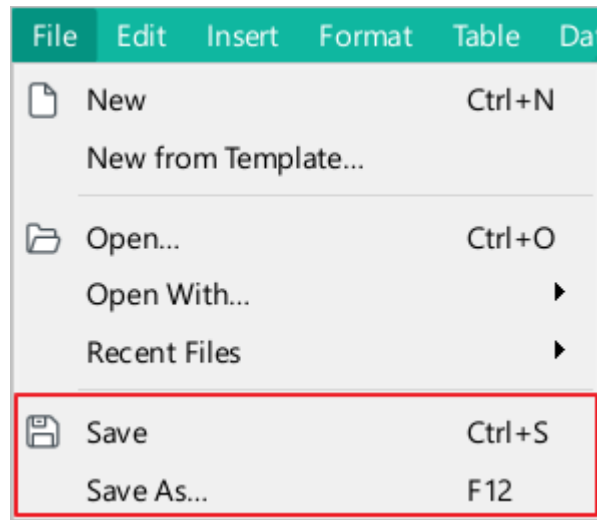 File Edit Insert Format Table Da
New Ctrl+N
New from Template...
Open... Ctrl+O
Open With...
Recent Files
Save Ctrl+S
Save As... F12